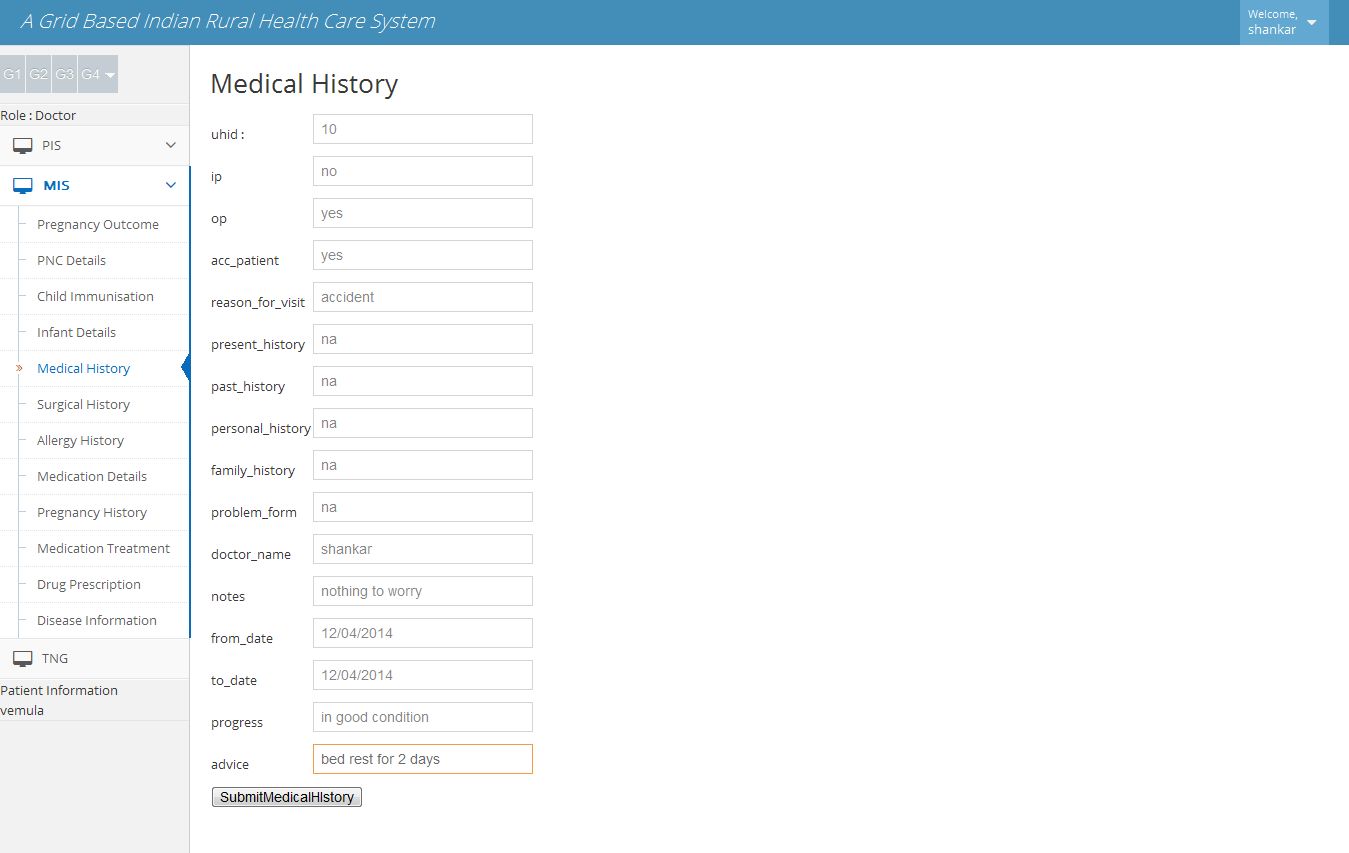 A Grid Based Indian Rural Health Care System
Welcome,
shankar
G1 G2 G3 G4
Role : Doctor
PIS
MIS
Pregnancy Outcome
PNC Details
Child Immunisation
Infant Details
» Medical History
Surgical History
Allergy History
Medication Details
Pregnancy History
Medication Treatment
Drug Prescription
Disease Information
TNG
Patient Information
vemula
Medical History
uhid : 10
ip no
op yes
acc_patient yes
reason_for_visit accident
present_history na
past_history na
personal_history na
family_history na
problem_form na
doctor_name shankar
notes nothing to worry
from_date 12/04/2014
to_date 12/04/2014
progress in good condition
advice bed rest for 2 days
SubmitMedicalHIstory